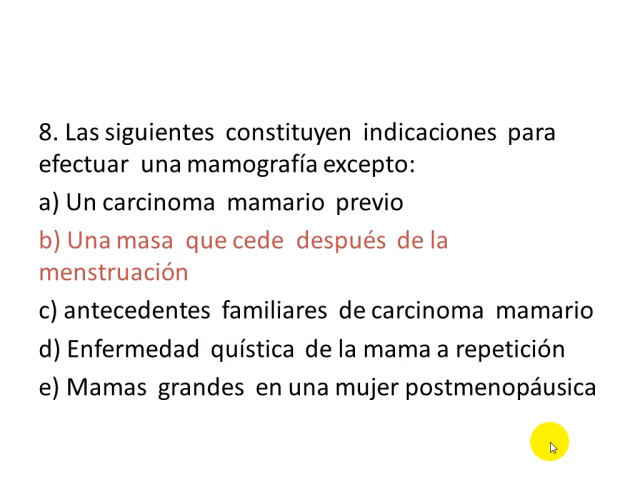 8. Las siguientes constituyen indicaciones para
efectuar una mamografía excepto:
a) Un carcinoma mamario previo
b) Una masa que cede después de la
menstruación
c) antecedentes familiares de carcinoma mamario
d) Enfermedad quística de la mama a repetición
e) Mamas grandes en una mujer postmenopáusica